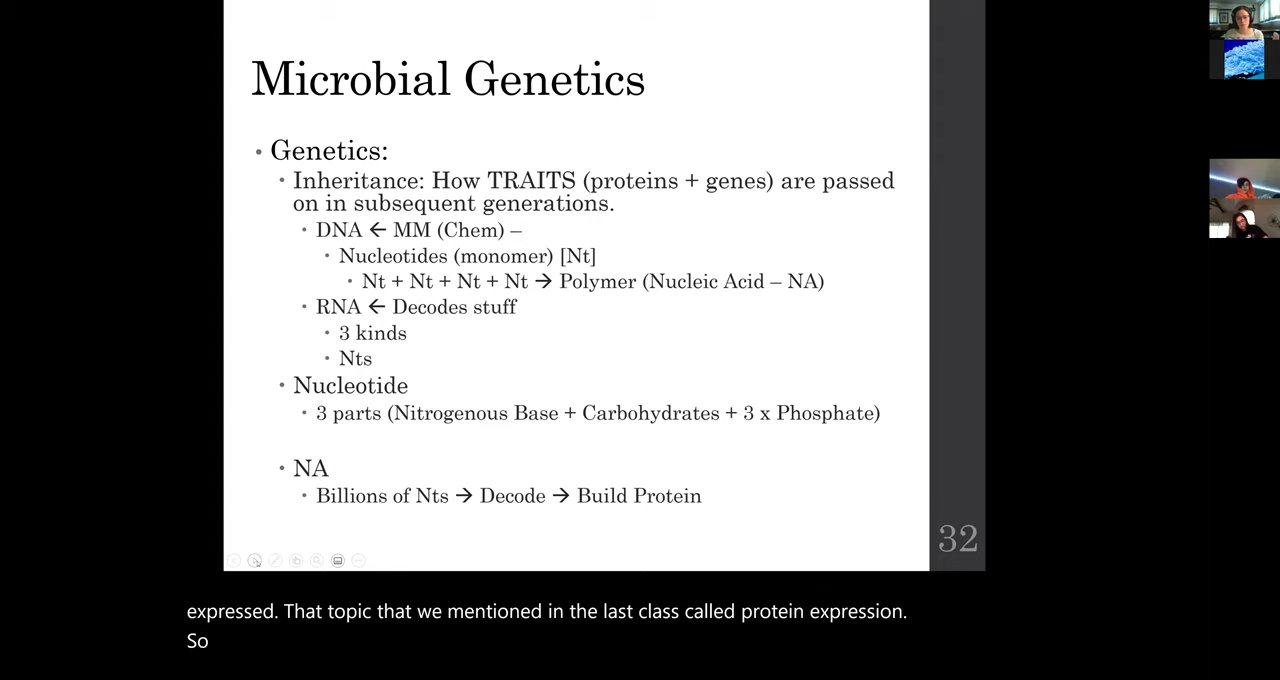 Microbial Genetics
• Genetics:
• Inheritance: How TRAITS (proteins + genes) are passed
on in subsequent generations.
• DNA ← MM (Chem) –
• Nucleotides (monomer) [Nt]
• Nt + Nt + Nt + Nt → Polymer (Nucleic Acid – NA)
• RNA ← Decodes stuff
• 3 kinds
• Nts
• Nucleotide
• 3 parts (Nitrogenous Base + Carbohydrates + 3 x Phosphate)
• NA
• Billions of Nts → Decode → Build Protein
32
expressed. That topic that we mentioned in the last class called protein expression.
So